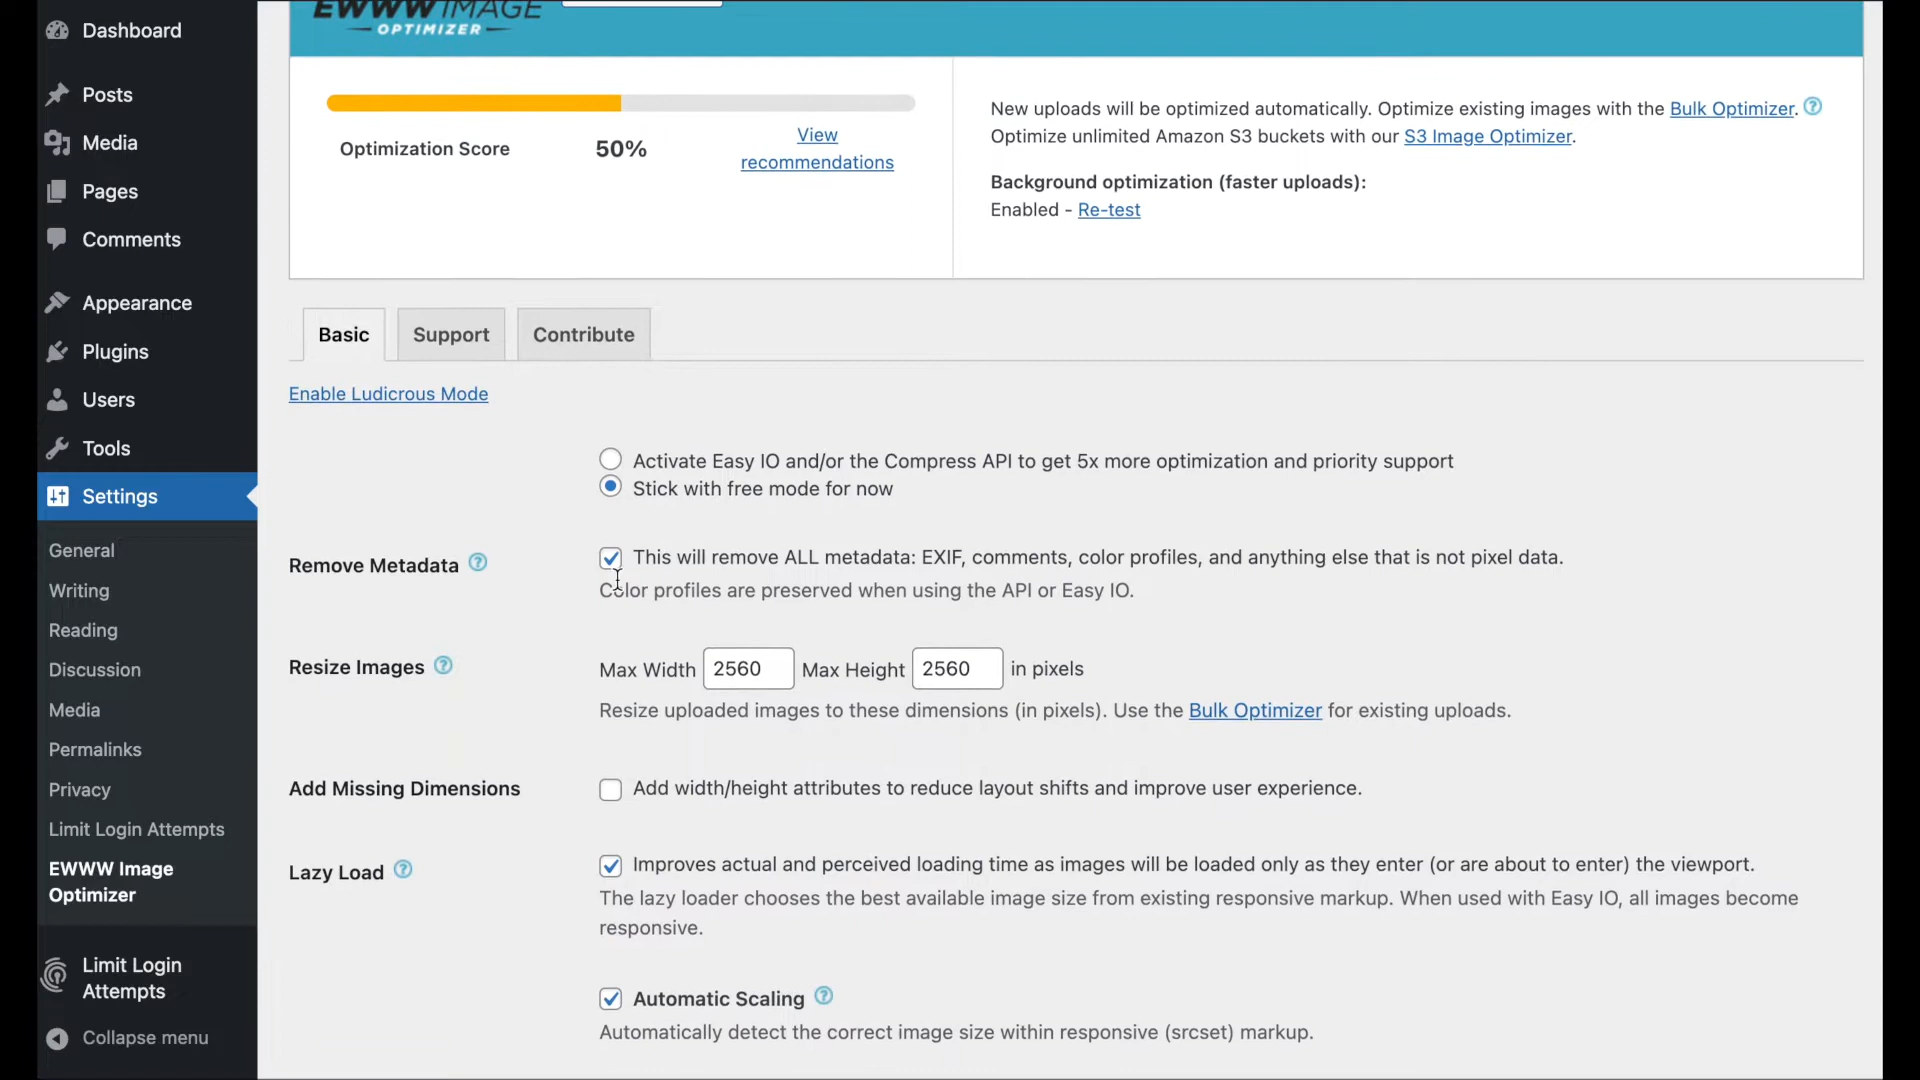 Dashboard
Posts
Media
Pages
Comments
Appearance
Plugins
Users
Tools
Settings
General
Writing
Reading
Discussion
Media
Permalinks
Privacy
Limit Login Attempts
EWWW Image
Optimizer
Limit Login
Attempts
Collapse menu
EWWW IMAGE
OPTIMIZER
Optimization Score
50%
View
recommendations
New uploads will be optimized automatically. Optimize existing images with the Bulk Optimizer. ?
Optimize unlimited Amazon S3 buckets with our S3 Image Optimizer.
Background optimization (faster uploads):
Enabled - Re-test
Basic
Support
Contribute
Enable Ludicrous Mode
Activate Easy IO and/or the Compress API to get 5x more optimization and priority support
Stick with free mode for now
Remove Metadata ?
This will remove ALL metadata: EXIF, comments, color profiles, and anything else that is not pixel data.
Color profiles are preserved when using the API or Easy IO.
Resize Images ?
Max Width 2560 Max Height 2560 in pixels
Resize uploaded images to these dimensions (in pixels). Use the Bulk Optimizer for existing uploads.
Add Missing Dimensions
Add width/height attributes to reduce layout shifts and improve user experience.
Lazy Load ?
Improves actual and perceived loading time as images will be loaded only as they enter (or are about to enter) the viewport.
The lazy loader chooses the best available image size from existing responsive markup. When used with Easy IO, all images become
responsive.
Automatic Scaling ?
Automatically detect the correct image size within responsive (srcset) markup.